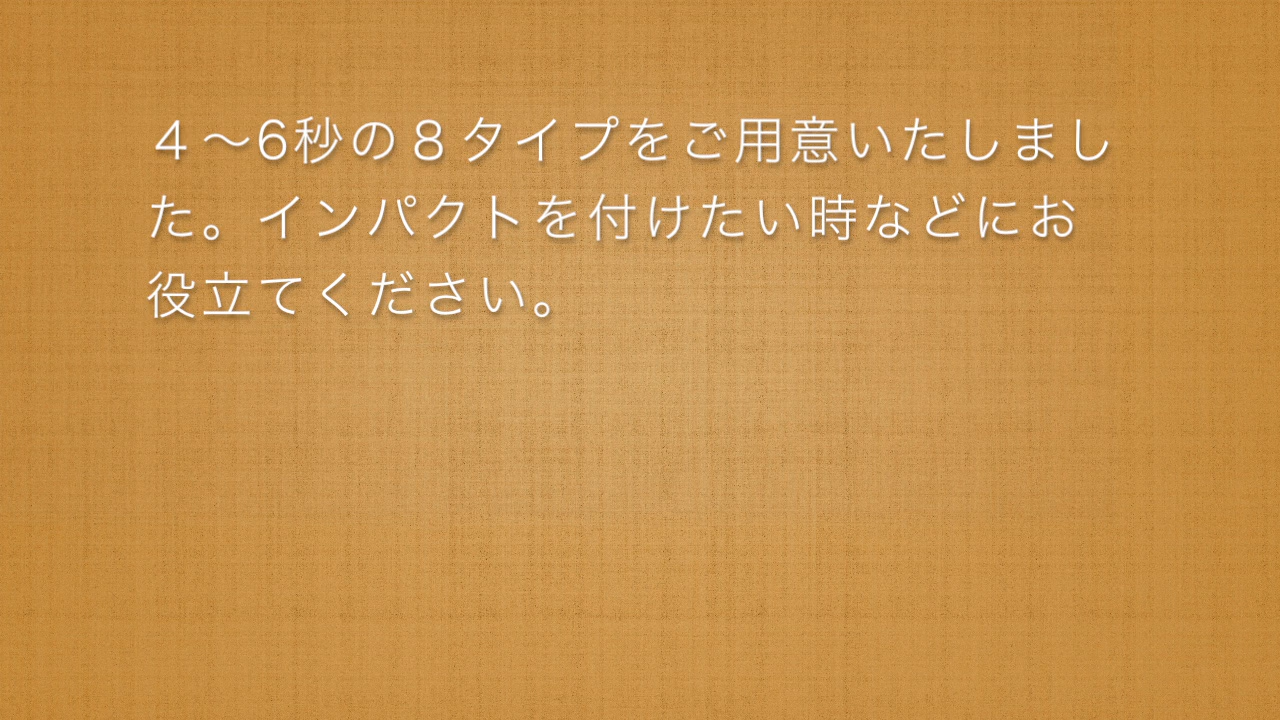 ４〜6秒の８タイプをご用意いたしまし
た。インパクトを付けたい時などにお
役立てください。